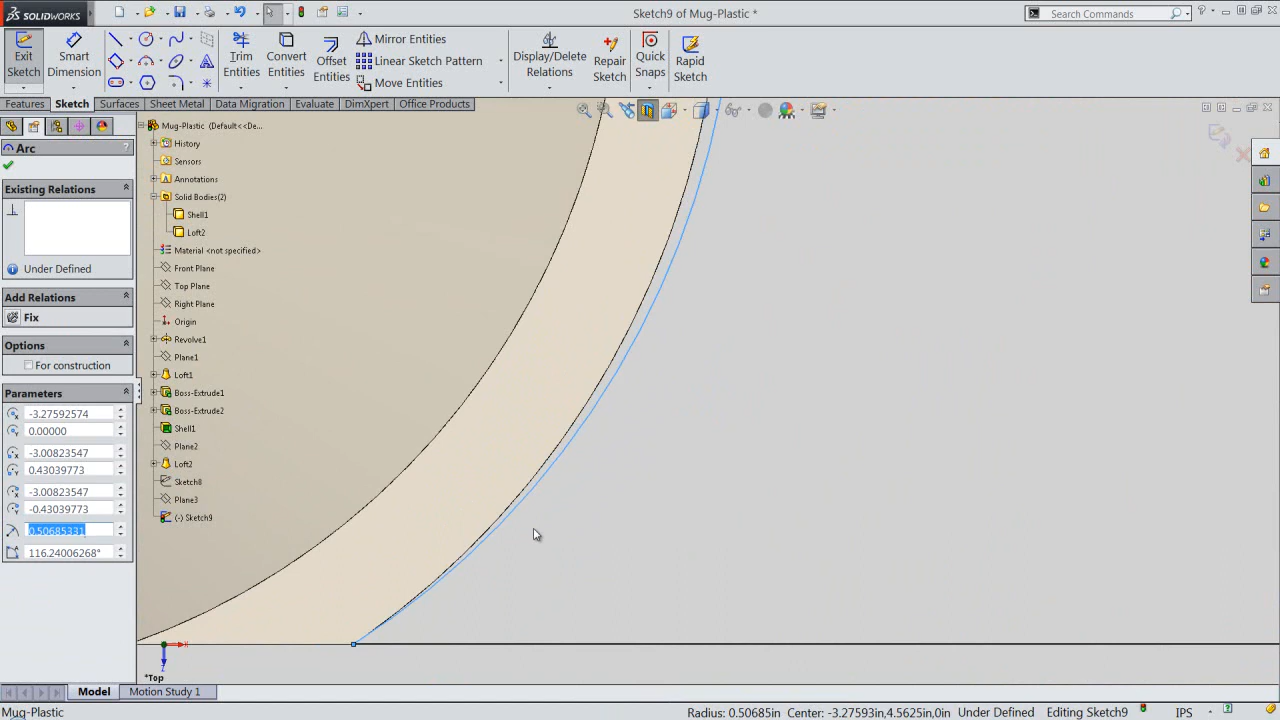 SOLIDWORKS
Sketch9 of Mug-Plastic *
Search Commands
Exit Sketch
Smart Dimension
Trim Entities
Convert Entities
Offset Entities
Mirror Entities
Linear Sketch Pattern
Move Entities
Display/Delete Relations
Repair Sketch
Quick Snaps
Rapid Sketch
Features Sketch Surfaces Sheet Metal Data Migration Evaluate DimXpert Office Products
Arc ?
Existing Relations
Under Defined
Add Relations
Fix
Options
For construction
Parameters
-3.27592574
0.00000
-3.00823547
0.43039773
-3.00823547
-0.43039773
0.50685331
116.24006268°
Mug-Plastic (Default<<De...
History
Sensors
Annotations
Solid Bodies(2)
Shell1
Loft2
Material <not specified>
Front Plane
Top Plane
Right Plane
Origin
Revolve1
Plane1
Loft1
Boss-Extrude1
Boss-Extrude2
Shell1
Plane2
Loft2
Sketch8
Plane3
(-) Sketch9
X
Z
*Top
Model Motion Study 1
Mug-Plastic Radius: 0.50685in Center: -3.27593in,4.5625in,0in Under Defined Editing Sketch9 IPS